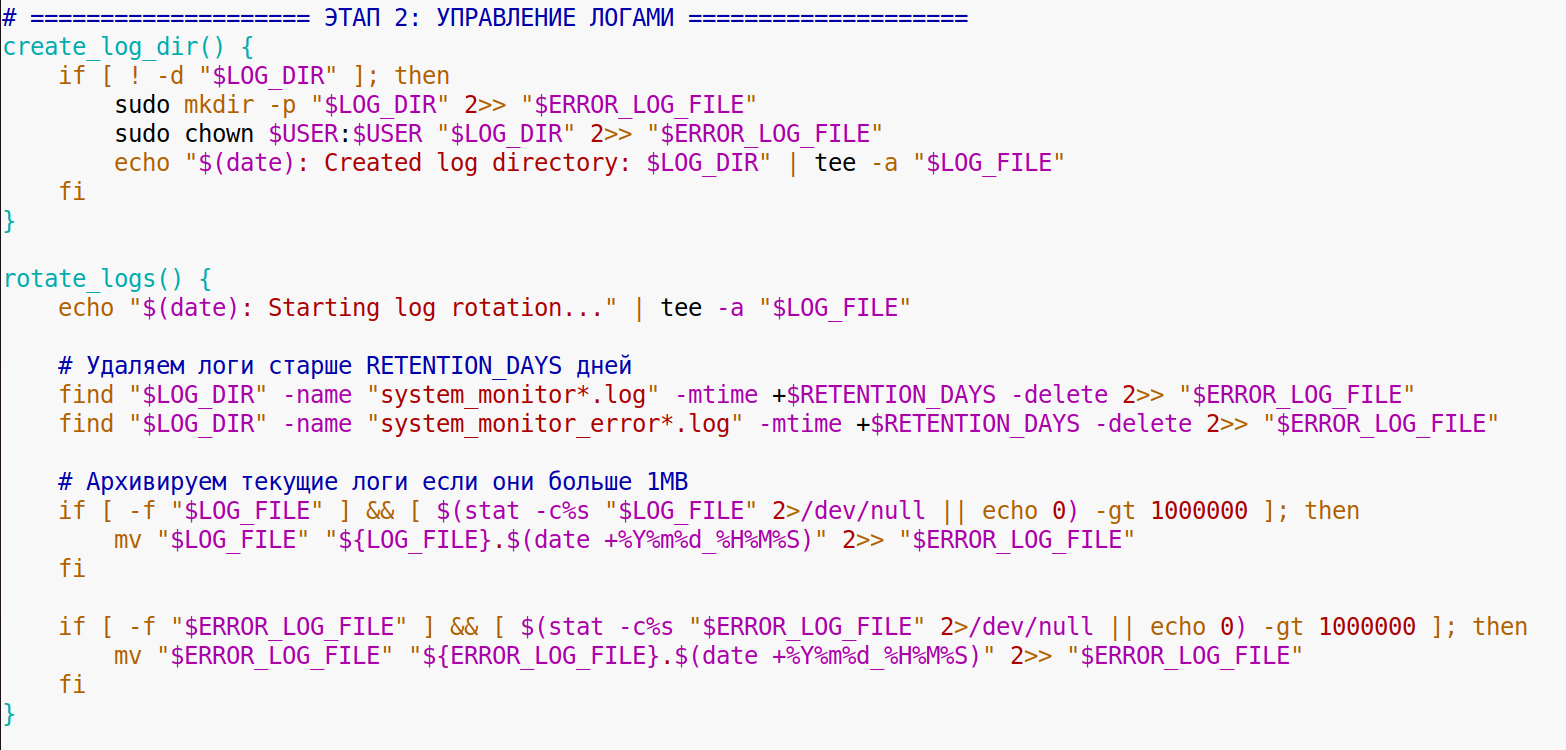 # ==================== ЭТАП 2: УПРАВЛЕНИЕ ЛОГАМИ ====================
create_log_dir() {
    if [ ! -d "$LOG_DIR" ]; then
        sudo mkdir -p "$LOG_DIR" 2>> "$ERROR_LOG_FILE"
        sudo chown $USER:$USER "$LOG_DIR" 2>> "$ERROR_LOG_FILE"
        echo "$(date): Created log directory: $LOG_DIR" | tee -a "$LOG_FILE"
    fi
}

rotate_logs() {
    echo "$(date): Starting log rotation..." | tee -a "$LOG_FILE"

    # Удаляем логи старше RETENTION_DAYS дней
    find "$LOG_DIR" -name "system_monitor*.log" -mtime +$RETENTION_DAYS -delete 2>> "$ERROR_LOG_FILE"
    find "$LOG_DIR" -name "system_monitor_error*.log" -mtime +$RETENTION_DAYS -delete 2>> "$ERROR_LOG_FILE"

    # Архивируем текущие логи если они больше 1MB
    if [ -f "$LOG_FILE" ] && [ $(stat -c%s "$LOG_FILE" 2>/dev/null || echo 0) -gt 1000000 ]; then
        mv "$LOG_FILE" "${LOG_FILE}.$(date +%Y%m%d_%H%M%S)" 2>> "$ERROR_LOG_FILE"
    fi

    if [ -f "$ERROR_LOG_FILE" ] && [ $(stat -c%s "$ERROR_LOG_FILE" 2>/dev/null || echo 0) -gt 1000000 ]; then
        mv "$ERROR_LOG_FILE" "${ERROR_LOG_FILE}.$(date +%Y%m%d_%H%M%S)" 2>> "$ERROR_LOG_FILE"
    fi
}